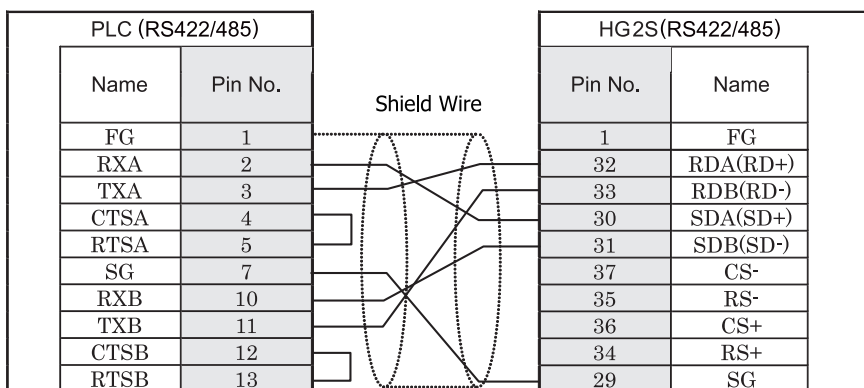 PLC (RS422/485) HG2S(RS422/485)
Name Pin No. Shield Wire Pin No. Name
FG 1 1 FG
RXA 2 32 RDA(RD+)
TXA 3 33 RDB(RD-)
CTSA 4 30 SDA(SD+)
RTSA 5 31 SDB(SD-)
SG 7 37 CS-
RXB 10 35 RS-
TXB 11 36 CS+
CTSB 12 34 RS+
RTSB 13 29 SG